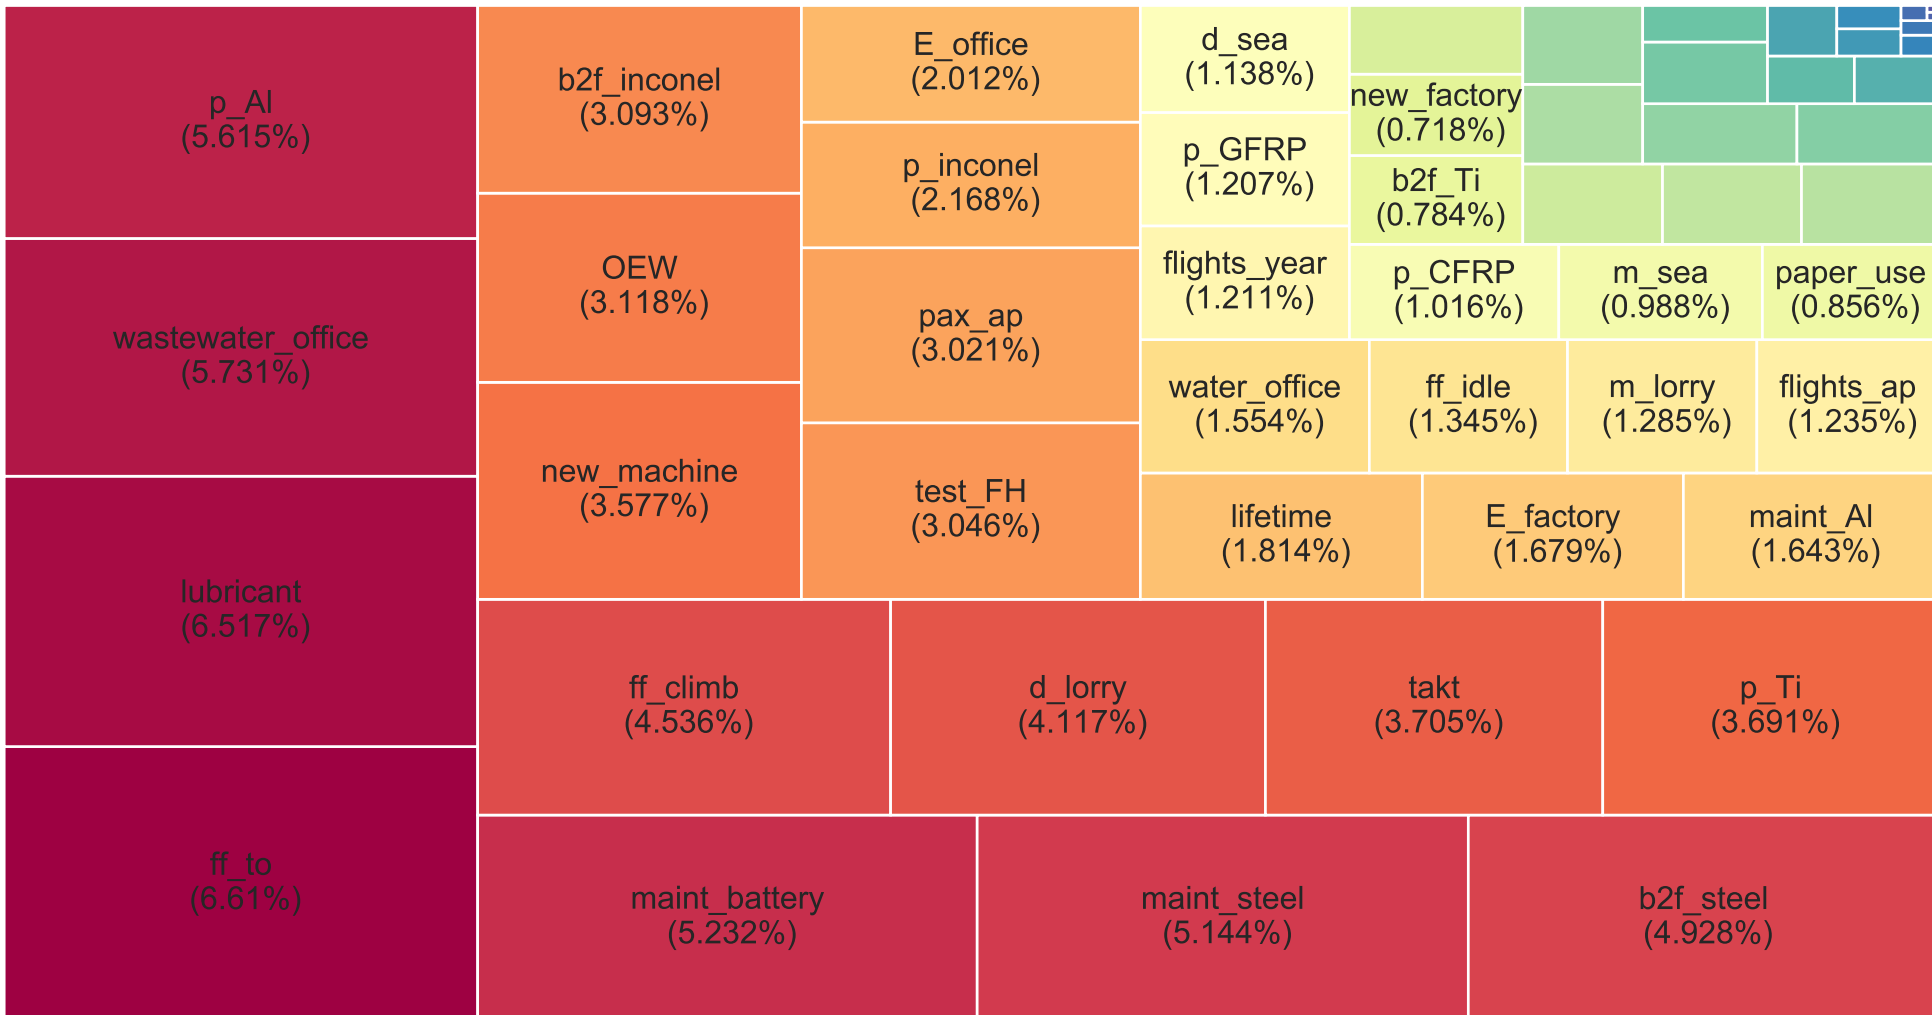 p_Al
(5.615%)
wastewater_office
(5.731%)
lubricant
(6.517%)
ff_to
(6.61%)
b2f_inconel
(3.093%)
OEW
(3.118%)
new_machine
(3.577%)
E_office
(2.012%)
p_inconel
(2.168%)
pax_ap
(3.021%)
test_FH
(3.046%)
d_sea
(1.138%)
p_GFRP
(1.207%)
flights_year
(1.211%)
new_factory
(0.718%)
b2f_Ti
(0.784%)
p_CFRP
(1.016%)
m_sea
(0.988%)
paper_use
(0.856%)
water_office
(1.554%)
ff_idle
(1.345%)
m_lorry
(1.285%)
flights_ap
(1.235%)
lifetime
(1.814%)
E_factory
(1.679%)
maint_Al
(1.643%)
ff_climb
(4.536%)
d_lorry
(4.117%)
takt
(3.705%)
p_Ti
(3.691%)
maint_battery
(5.232%)
maint_steel
(5.144%)
b2f_steel
(4.928%)